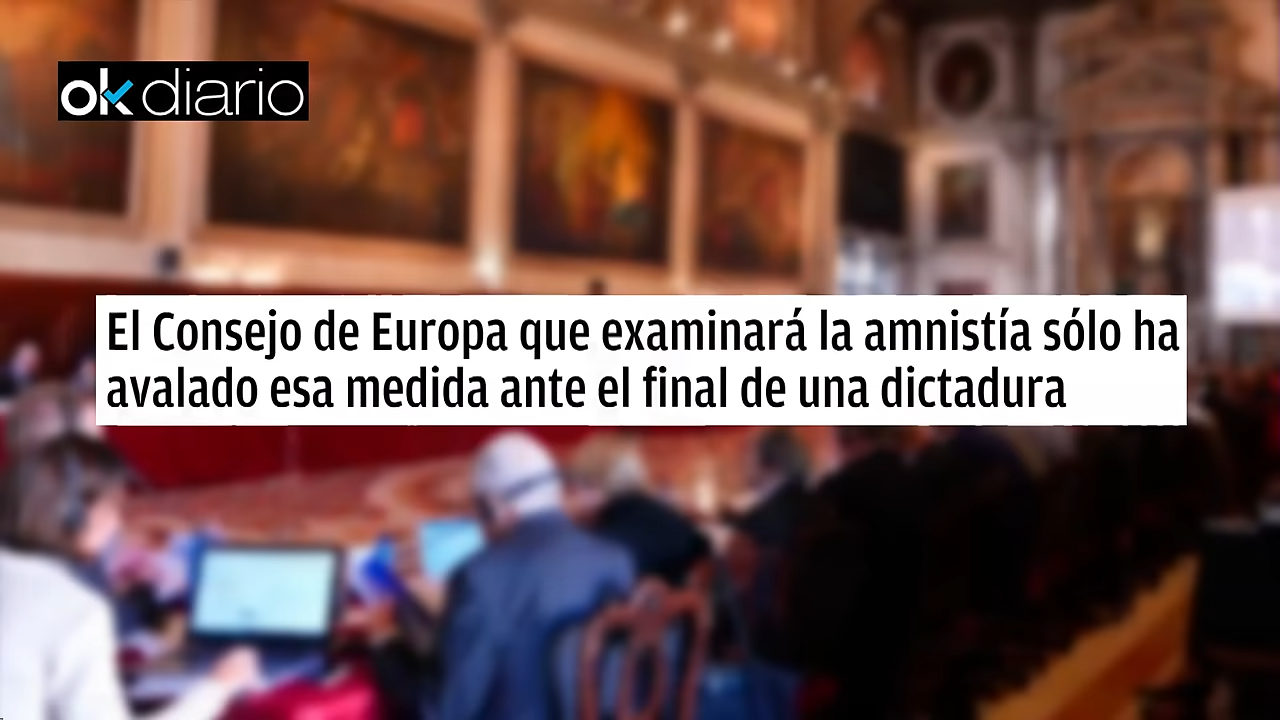 okdiario
El Consejo de Europa que examinará la amnistía sólo ha
avalado esa medida ante el final de una dictadura